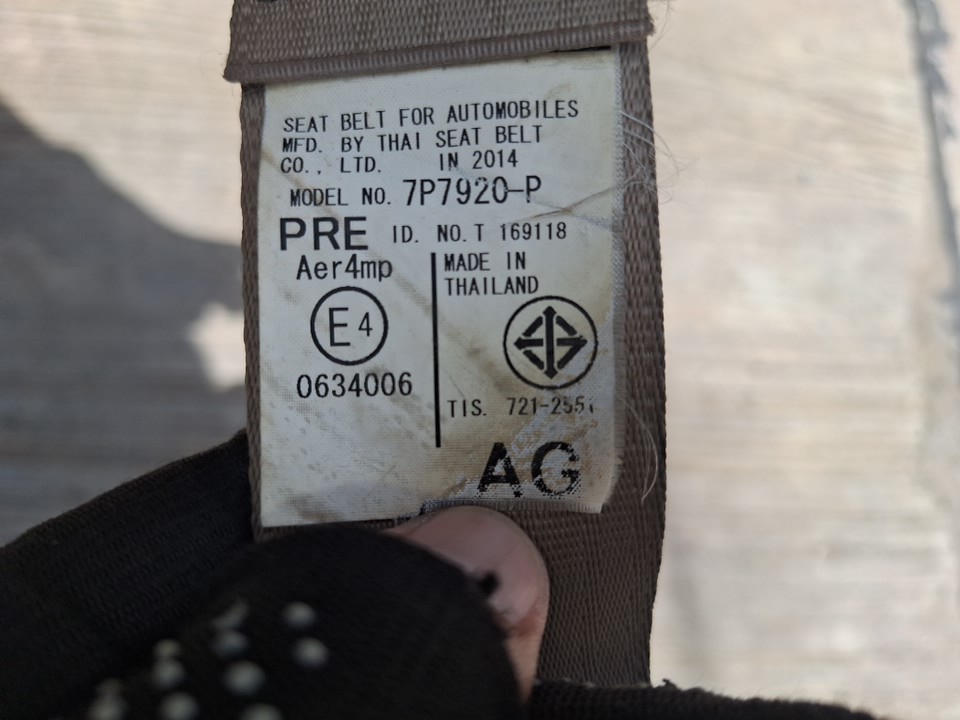 SEAT BELT FOR AUTOMOBILES
MFD. BY THAI SEAT BELT
CO., LTD. IN 2014
MODEL NO. 7P7920-P
PRE ID. NO. T 169118
Aer4mp
E4
0634006
MADE IN
THAILAND
TIS. 721-2551
AG